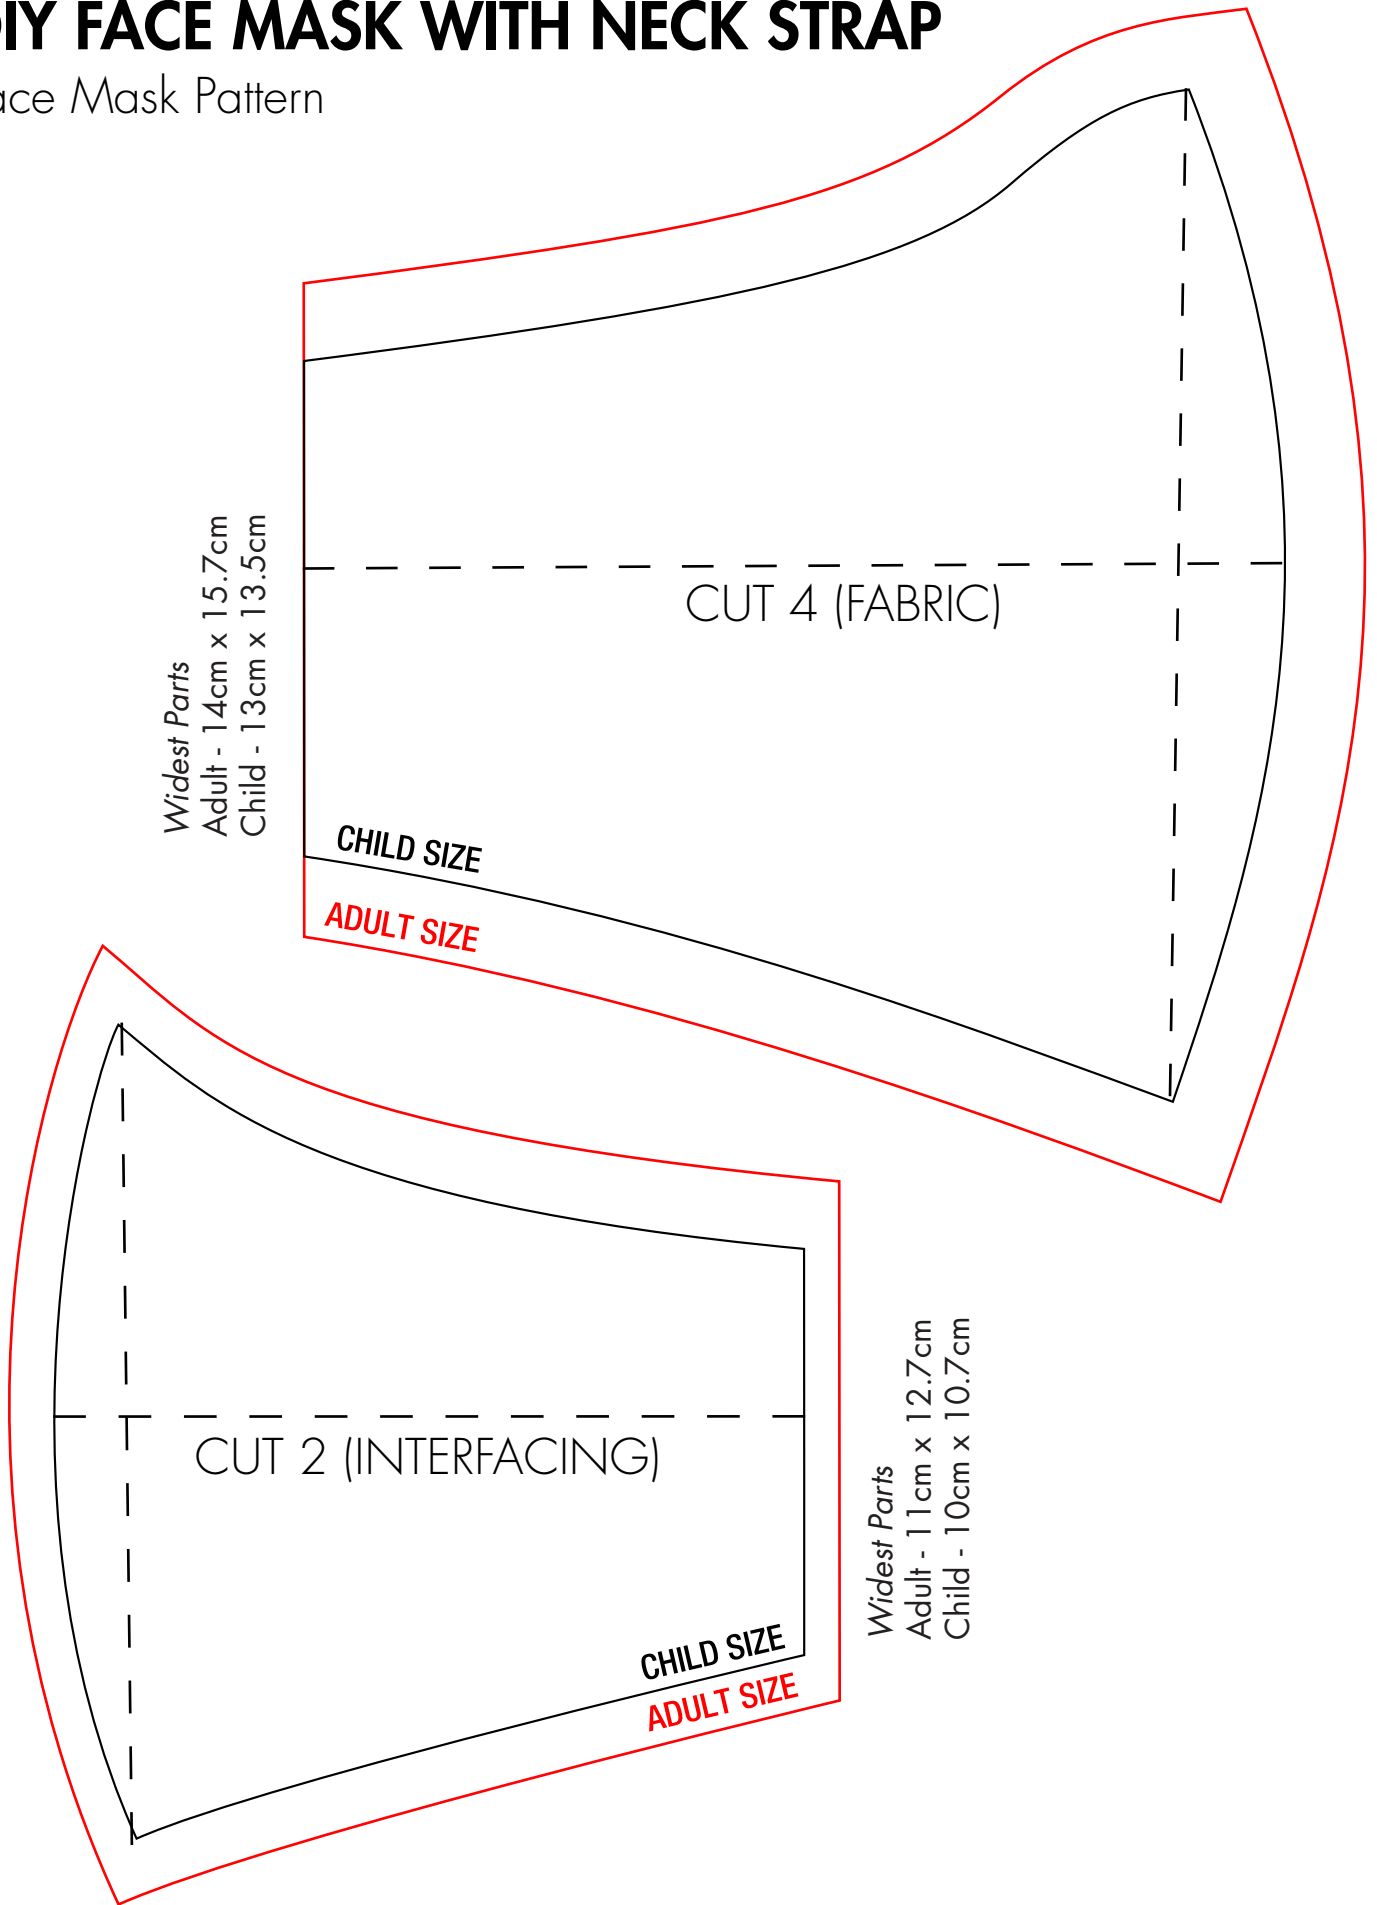 IY FACE MASK WITH NECK STRAP
ace Mask Pattern
CUT 4 (FABRIC)
Widest Parts
Adult - 14cm x 15.7cm
Child - 13cm x 13.5cm
CHILD SIZE
ADULT SIZE
CUT 2 (INTERFACING)
Widest Parts
Adult - 11cm x 12.7cm
Child - 10cm x 10.7cm
CHILD SIZE
ADULT SIZE